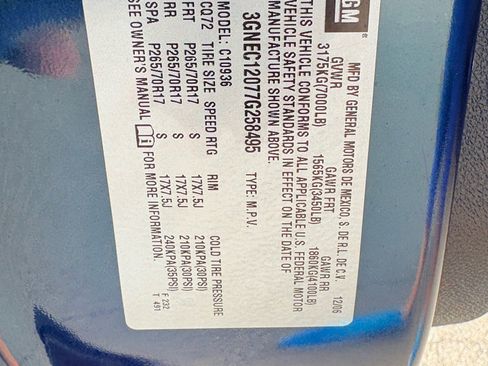 GM
MFD BY GENERAL MOTORS DE MEXICO, S. DE R.L. DE C.V.
12/06
GVWR GAWR FRT GAWR RR
3175KG(7000LB) 1565KG(3450LB) 1860KG(4100LB)
THIS VEHICLE CONFORMS TO ALL APPLICABLE U.S. FEDERAL MOTOR
VEHICLE SAFETY STANDARDS IN EFFECT ON THE DATE OF
MANUFACTURE SHOWN ABOVE.
3GNEC12077G258495 TYPE: M.P.V.
MODEL: C10936
CG72 TIRE SIZE SPEED RTG RIM COLD TIRE PRESSURE
FRT P265/70R17 S 17X7.5J 210KPA(30PSI)
RR P265/70R17 S 17X7.5J 210KPA(30PSI)
SPA P265/70R17 S 17X7.5J 240KPA(35PSI)
SEE OWNER'S MANUAL FOR MORE INFORMATION.
F 232
T 491